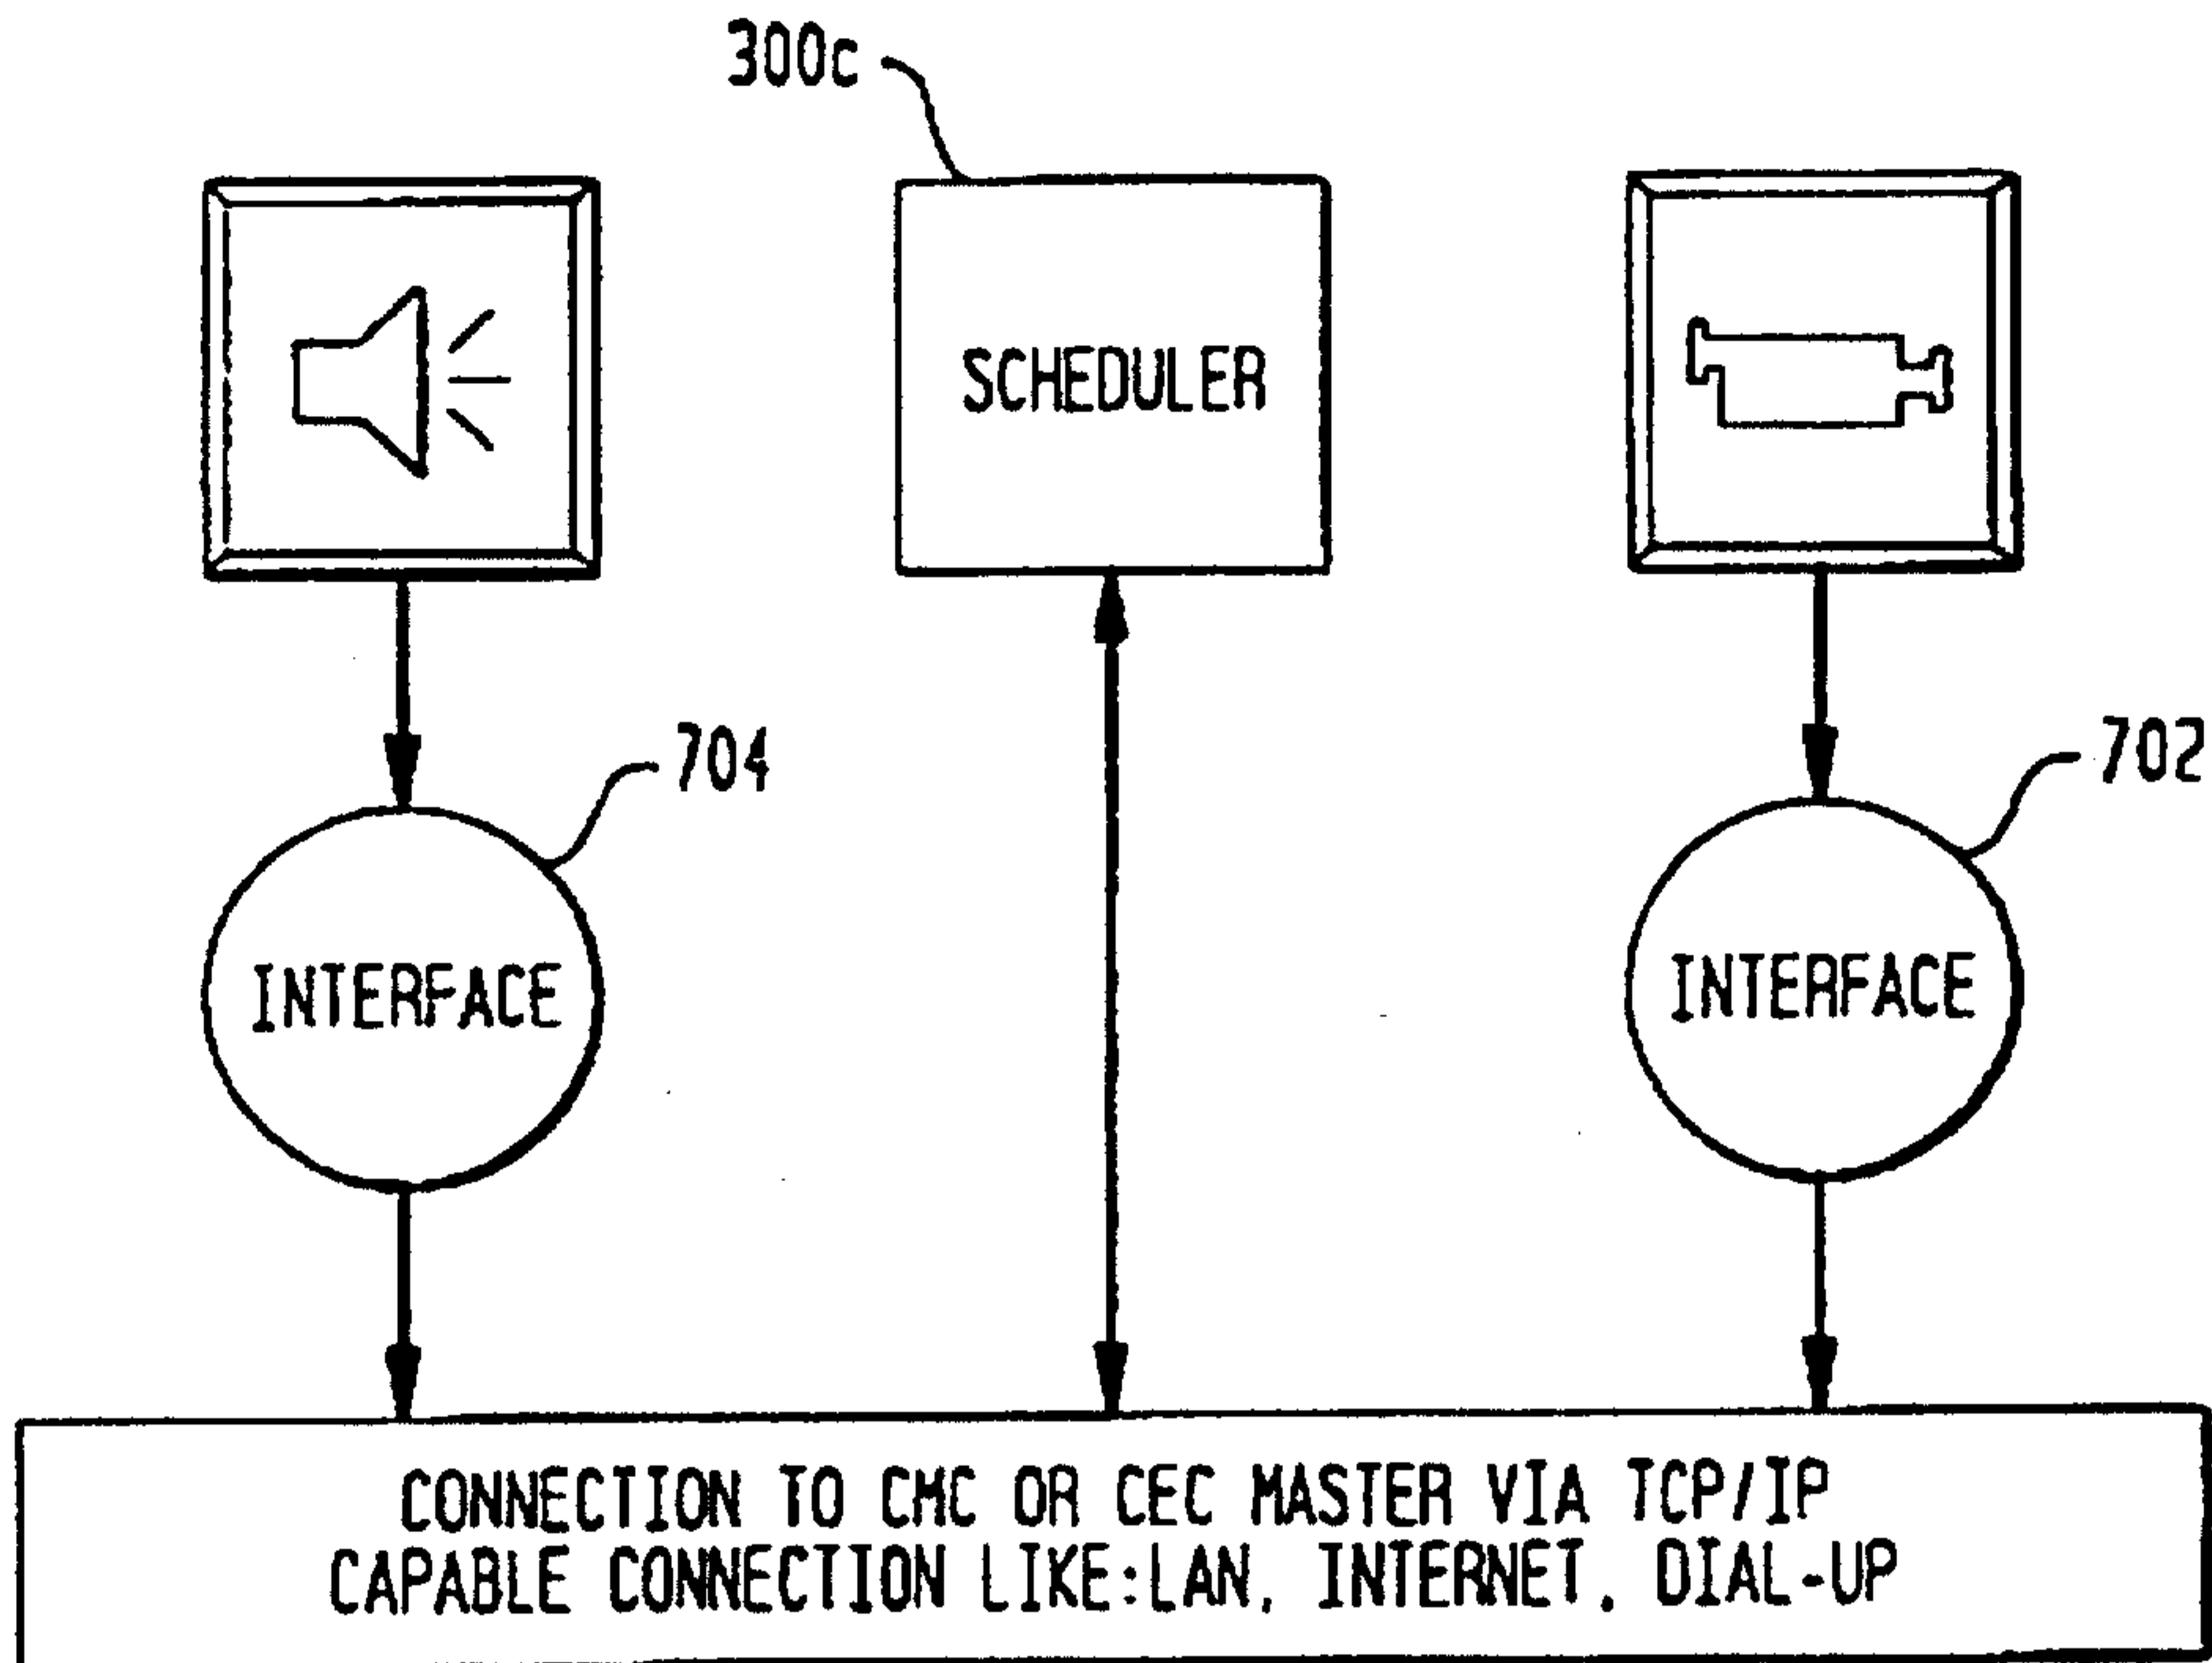 300c
SCHEDULER
704
702
INTERFACE
INTERFACE
CONNECTION TO CMC OR CEC MASTER VIA TCP/IP
CAPABLE CONNECTION LIKE:LAN, INTERNET, DIAL-UP